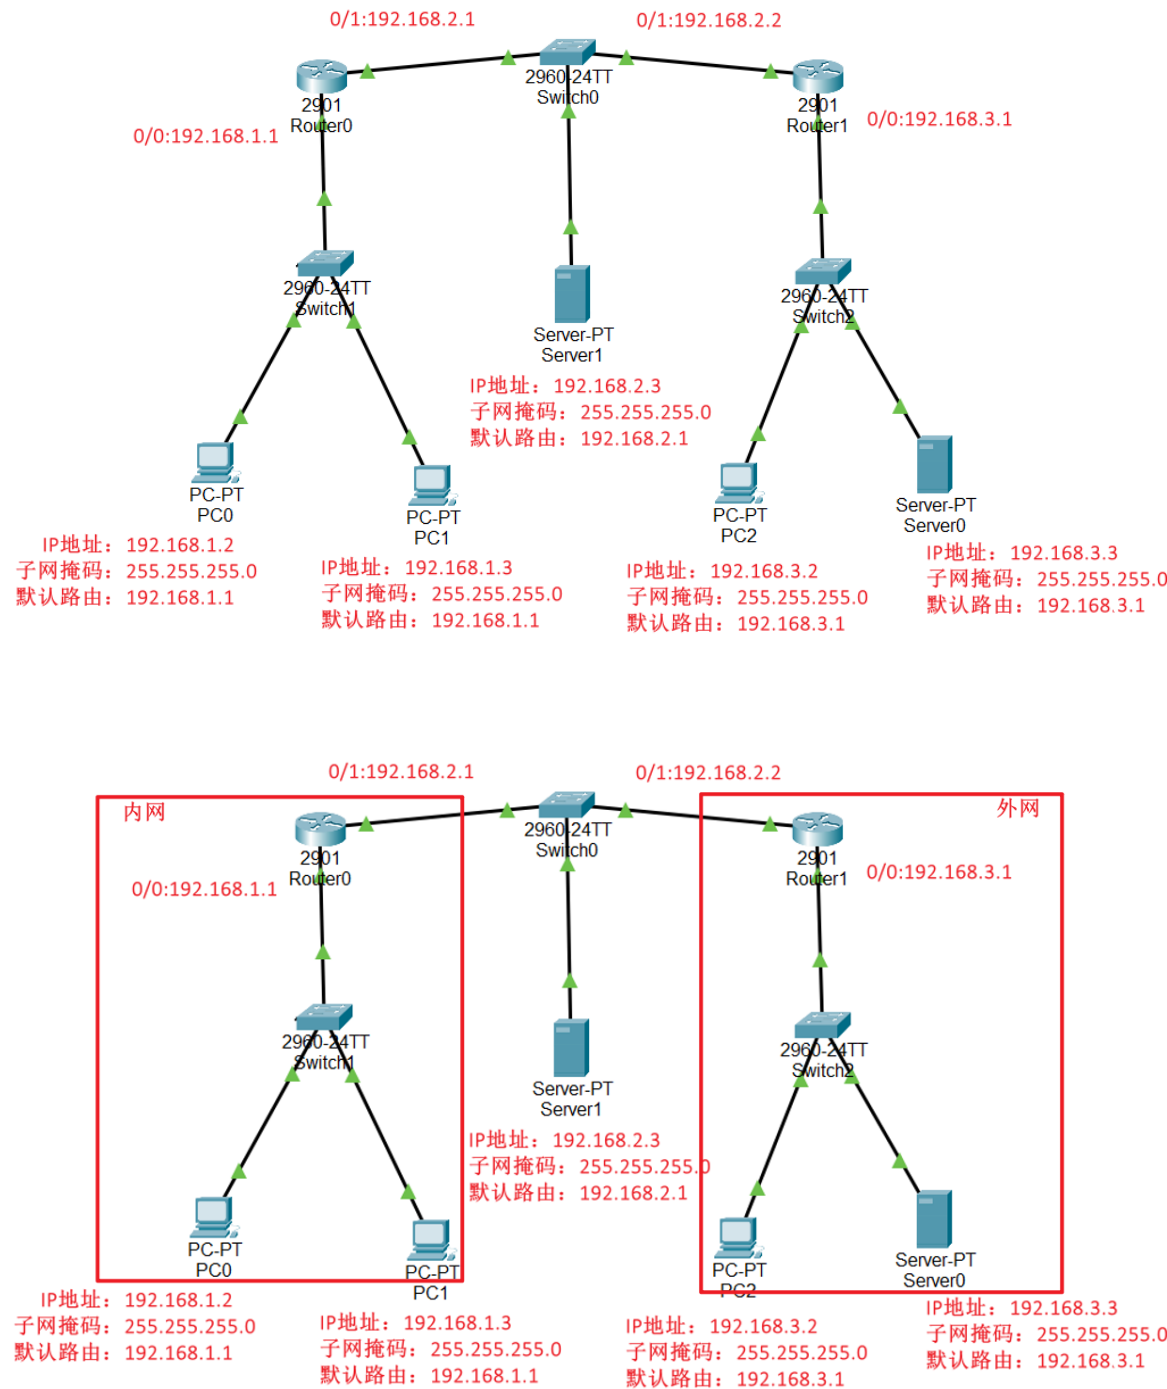 0/1:192.168.2.1
0/1:192.168.2.2
2960-24TT
Switch0
2901
Router0
2901
Router1
0/0:192.168.1.1
0/0:192.168.3.1
2960-24TT
Switch1
2960-24TT
Switch2
Server-PT
Server1
IP地址：192.168.2.3
子网掩码：255.255.255.0
默认路由：192.168.2.1
PC-PT
PC0
PC-PT
PC1
PC-PT
PC2
Server-PT
Server0
IP地址：192.168.1.2
子网掩码：255.255.255.0
默认路由：192.168.1.1
IP地址：192.168.1.3
子网掩码：255.255.255.0
默认路由：192.168.1.1
IP地址：192.168.3.2
子网掩码：255.255.255.0
默认路由：192.168.3.1
IP地址：192.168.3.3
子网掩码：255.255.255.0
默认路由：192.168.3.1
0/1:192.168.2.1
0/1:192.168.2.2
内网
外网
2960-24TT
Switch0
2901
Router0
2901
Router1
0/0:192.168.1.1
0/0:192.168.3.1
2960-24TT
Switch1
2960-24TT
Switch2
Server-PT
Server1
IP地址：192.168.2.3
子网掩码：255.255.255.0
默认路由：192.168.2.1
PC-PT
PC0
PC-PT
PC1
PC-PT
PC2
Server-PT
Server0
IP地址：192.168.1.2
子网掩码：255.255.255.0
默认路由：192.168.1.1
IP地址：192.168.1.3
子网掩码：255.255.255.0
默认路由：192.168.1.1
IP地址：192.168.3.2
子网掩码：255.255.255.0
默认路由：192.168.3.1
IP地址：192.168.3.3
子网掩码：255.255.255.0
默认路由：192.168.3.1